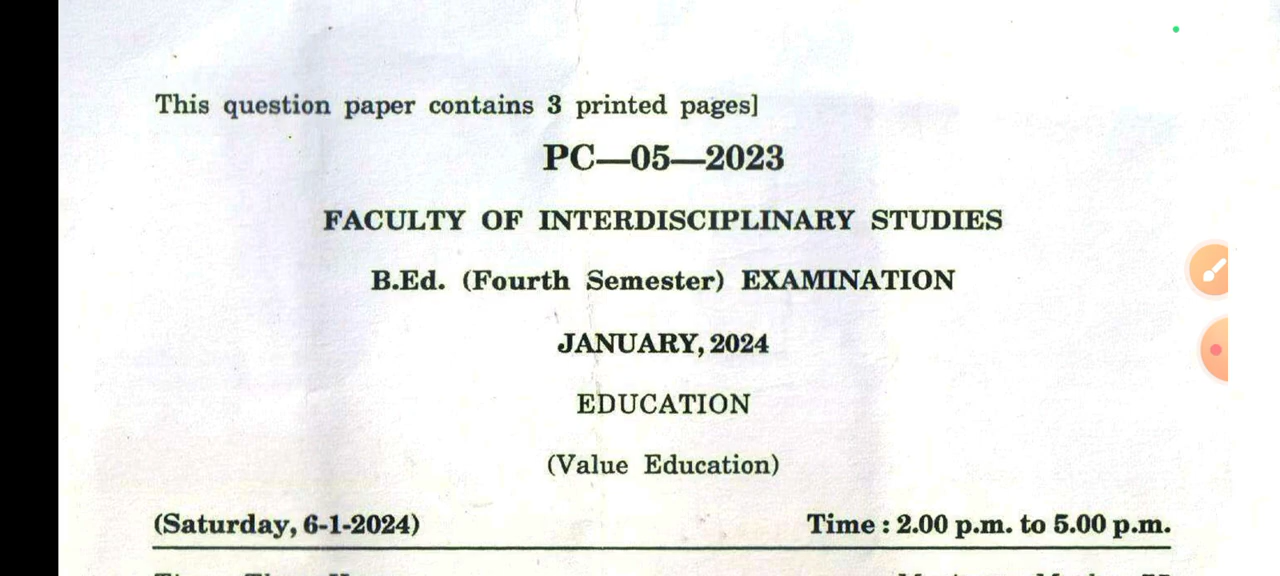 This question paper contains 3 printed pages]
PC—05—2023
FACULTY OF INTERDISCIPLINARY STUDIES
B.Ed. (Fourth Semester) EXAMINATION
JANUARY, 2024
EDUCATION
(Value Education)
(Saturday, 6-1-2024) Time : 2.00 p.m. to 5.00 p.m.